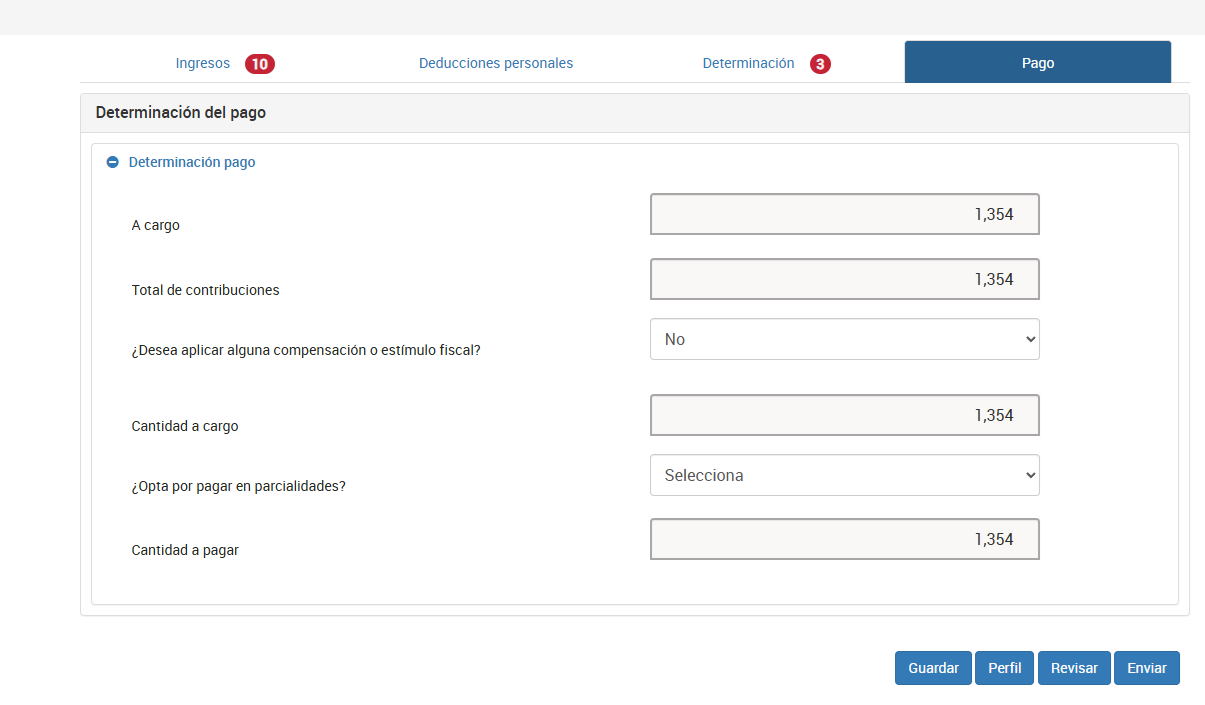 Ingresos 10 Deducciones personales Determinación 3 Pago
Determinación del pago
Determinación pago
A cargo 1,354
Total de contribuciones 1,354
¿Desea aplicar alguna compensación o estímulo fiscal? No
Cantidad a cargo 1,354
¿Opta por pagar en parcialidades? Selecciona
Cantidad a pagar 1,354
Guardar Perfil Revisar Enviar